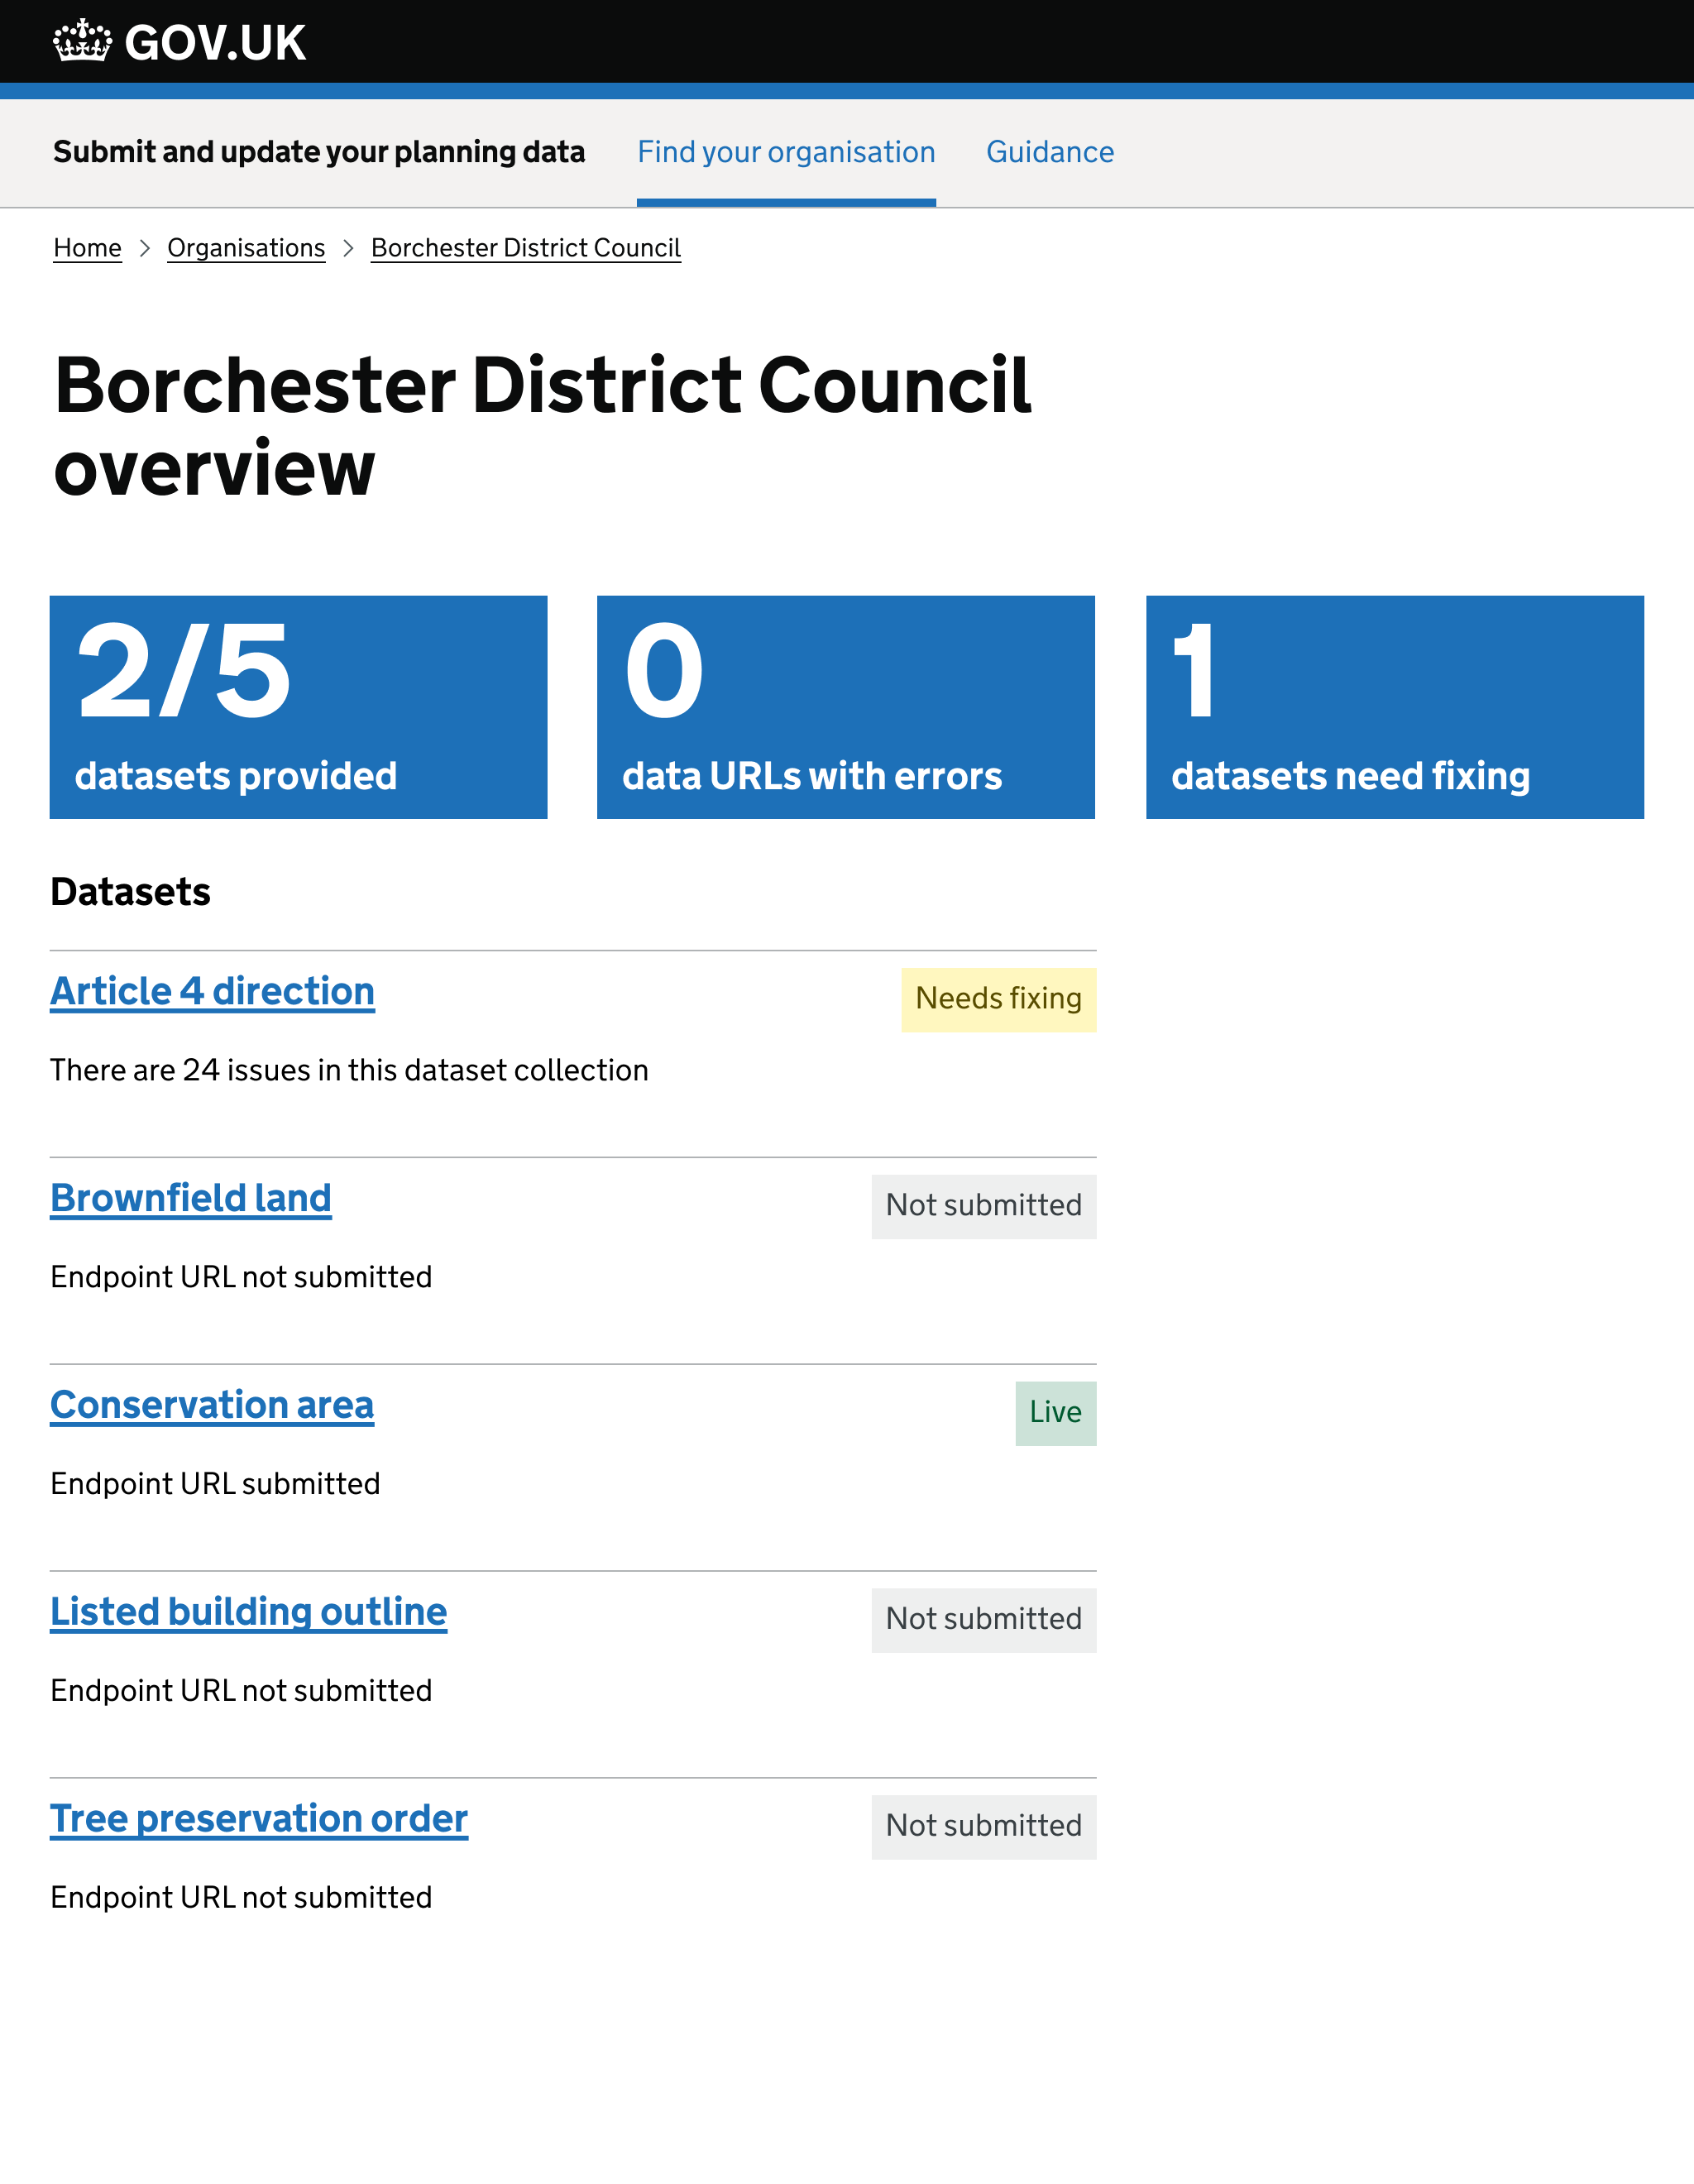 GOV.UK
Submit and update your planning data Find your organisation Guidance
Home > Organisations > Borchester District Council
Borchester District Council
overview
2/5
datasets provided
0
data URLs with errors
1
datasets need fixing
Datasets
Article 4 direction
Needs fixing
There are 24 issues in this dataset collection
Brownfield land
Not submitted
Endpoint URL not submitted
Conservation area
Live
Endpoint URL submitted
Listed building outline
Not submitted
Endpoint URL not submitted
Tree preservation order
Not submitted
Endpoint URL not submitted